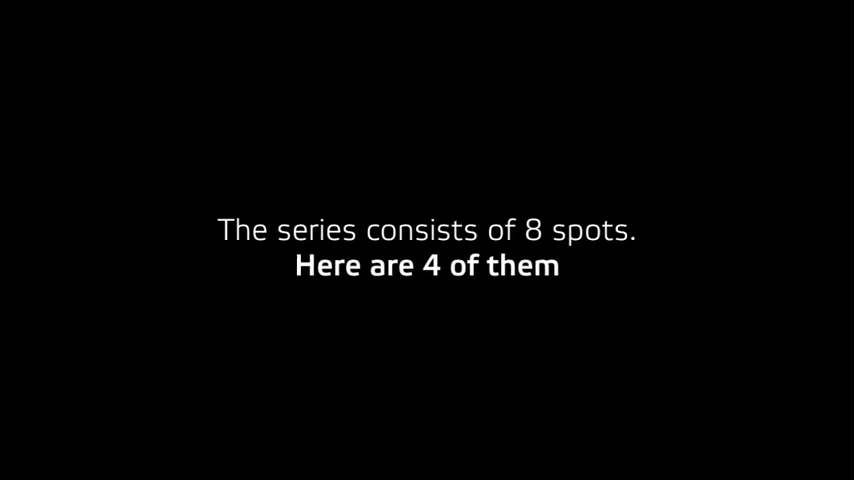 The series consists of 8 spots.
Here are 4 of them